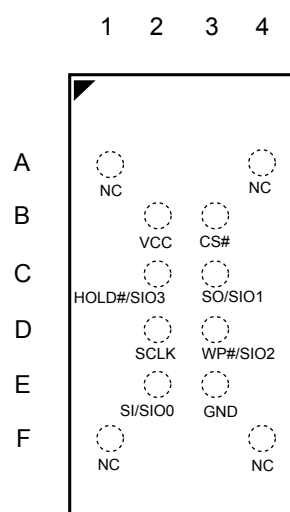 1 2 3 4
A
NC NC
B
VCC CS#
C
HOLD#/SIO3 SO/SIO1
D
SCLK WP#/SIO2
E
SI/SIO0 GND
F
NC NC